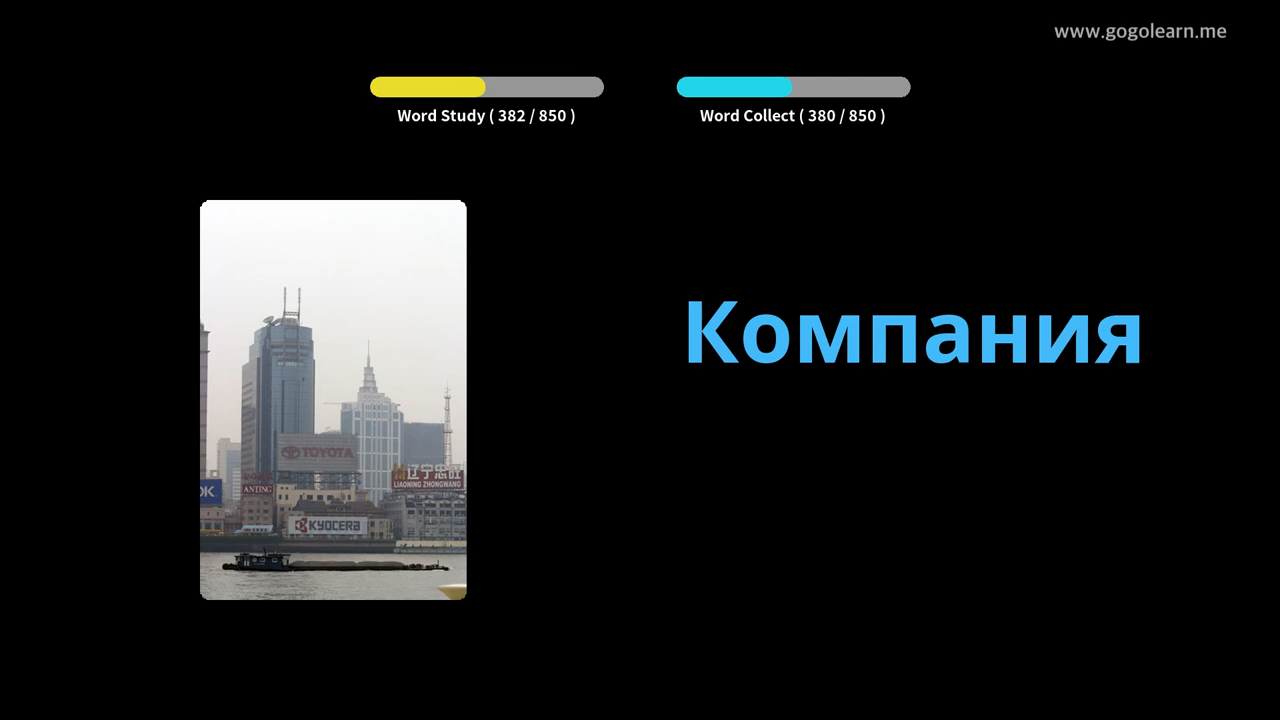 www.gogolearn.me
Word Study ( 382 / 850 )
Word Collect ( 380 / 850 )
Компания
TOYOTA
辽宁忠旺
LIAONING ZHONGWANG
ANTING
OK
KYOCERA